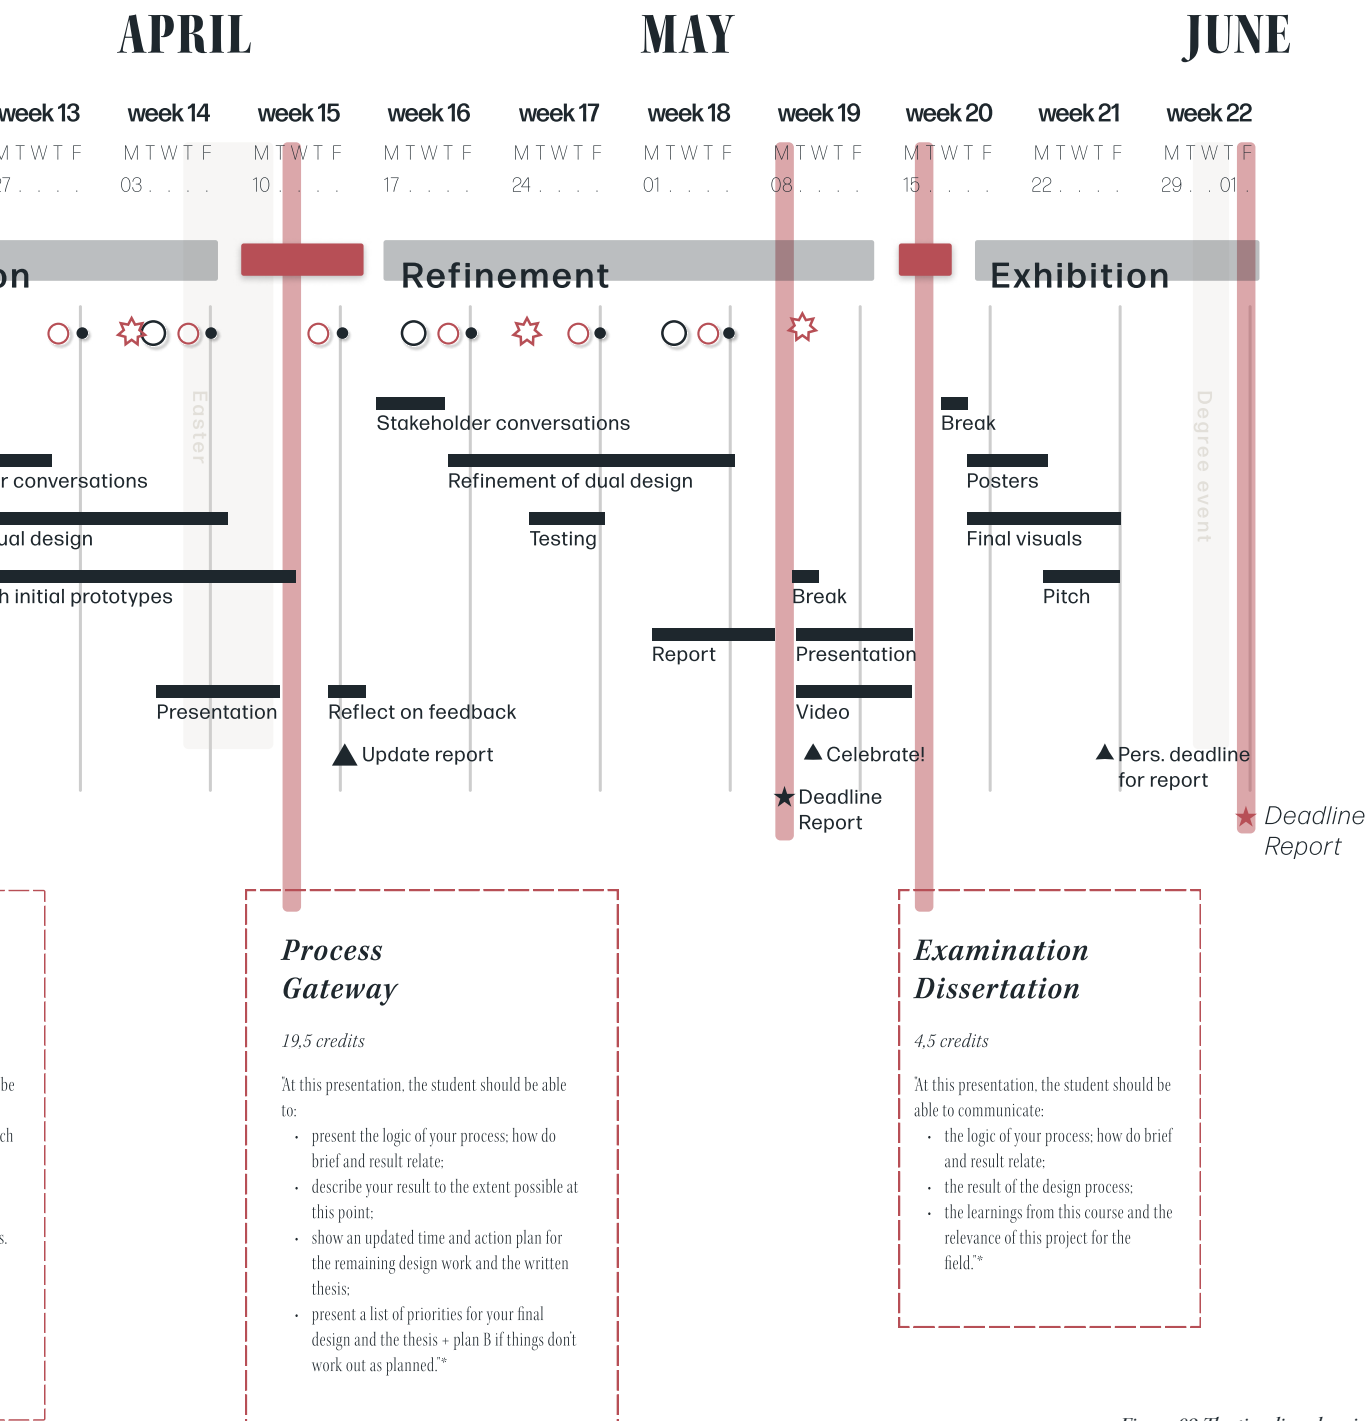 APRIL MAY JUNE
week 13 week 14 week 15 week 16 week 17 week 18 week 19 week 20 week 21 week 22
M T W T F M T W T F M T W T F M T W T F M T W T F M T W T F M T W T F M T W T F M T W T F M T W T F
27 . . . . 03 . . . . 10 . . . . 17 . . . . 24 . . . . 01 . . . . 08 . . . . 15 . . . . 22 . . . . 29 . . 01 .
on Refinement Exhibition
Easter
Degree event
Stakeholder conversations
Break
r conversations
Refinement of dual design
Posters
ual design
Testing
Final visuals
h initial prototypes
Break
Pitch
Report
Presentation
Presentation
Reflect on feedback
Video
Update report
Celebrate!
Pers. deadline
for report
Deadline
Report
Deadline
Report
be
ch
s.
Process
Gateway
19,5 credits
"At this presentation, the student should be able
to:
• present the logic of your process; how do
brief and result relate;
• describe your result to the extent possible at
this point;
• show an updated time and action plan for
the remaining design work and the written
thesis;
• present a list of priorities for your final
design and the thesis + plan B if things don't
work out as planned."*
Examination
Dissertation
4,5 credits
"At this presentation, the student should be
able to communicate:
• the logic of your process; how do brief
and result relate;
• the result of the design process;
• the learnings from this course and the
relevance of this project for the
field."*